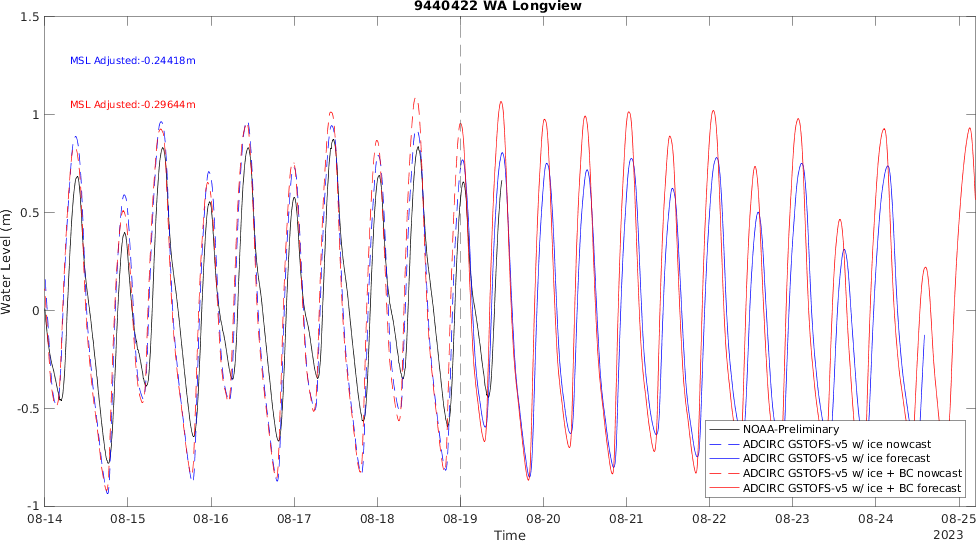 9440422 WA Longview
1.5
1
0.5
0
-0.5
-1
Water Level (m)
MSL Adjusted:-0.24418m
MSL Adjusted:-0.29644m
NOAA-Preliminary
ADCIRC GSTOFS-v5 w/ ice nowcast
ADCIRC GSTOFS-v5 w/ ice forecast
ADCIRC GSTOFS-v5 w/ ice + BC nowcast
ADCIRC GSTOFS-v5 w/ ice + BC forecast
08-14 08-15 08-16 08-17 08-18 08-19 08-20 08-21 08-22 08-23 08-24 08-25
Time
2023